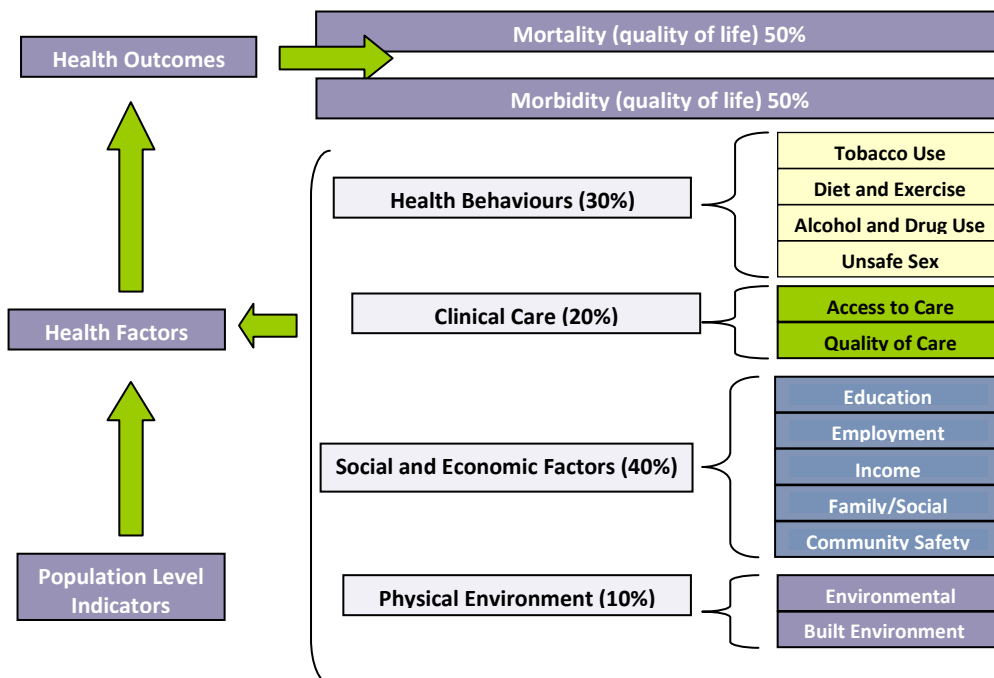 Health Outcomes
Mortality (quality of life) 50%
Morbidity (quality of life) 50%
Health Factors
Population Level
Indicators
Health Behaviours (30%)
Tobacco Use
Diet and Exercise
Alcohol and Drug Use
Unsafe Sex
Clinical Care (20%)
Access to Care
Quality of Care
Social and Economic Factors (40%)
Education
Employment
Income
Family/Social
Community Safety
Physical Environment (10%)
Environmental
Built Environment